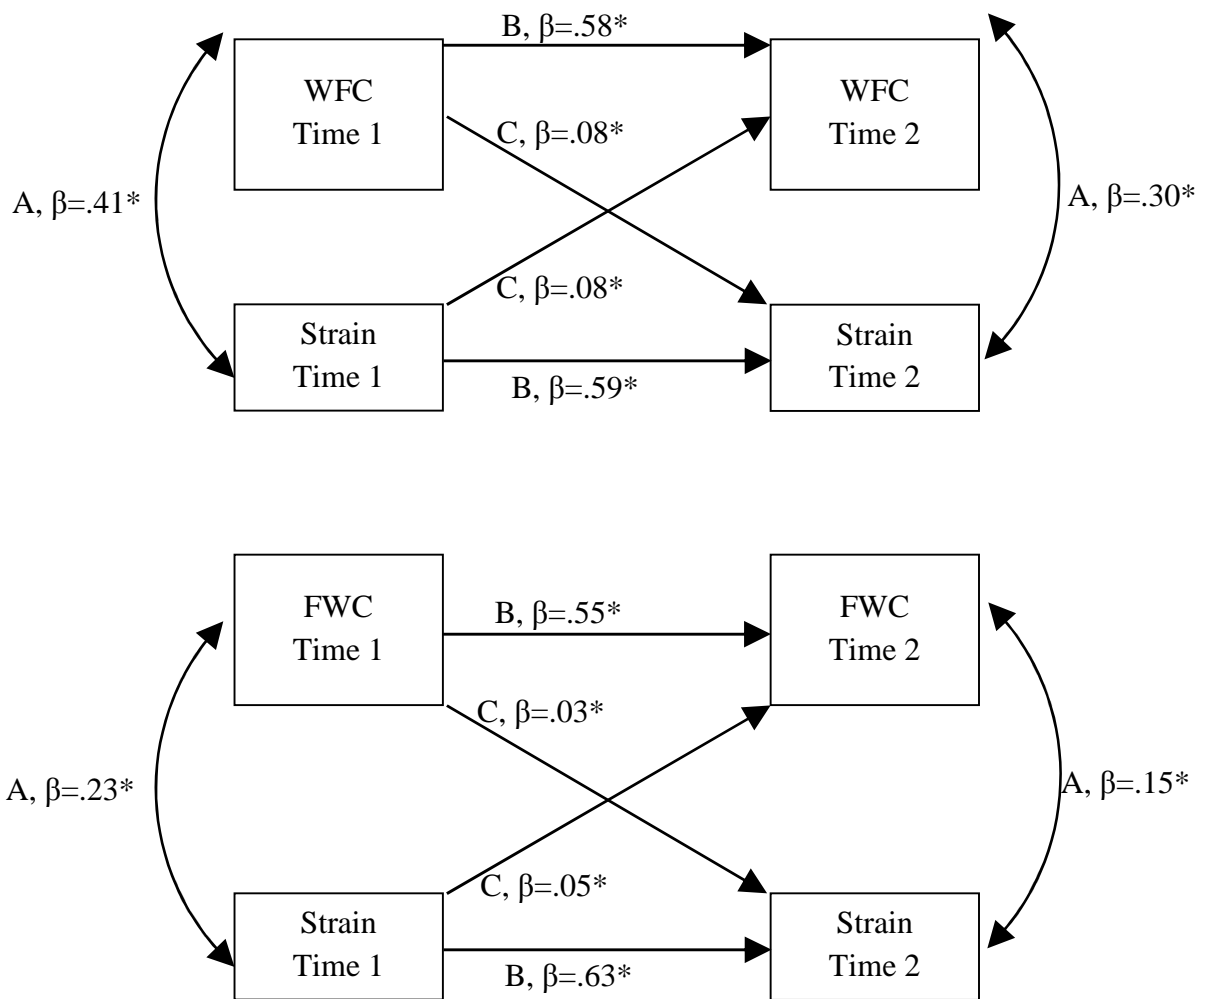 B, β=.58*
WFC
Time 1
WFC
Time 2
C, β=.08*
A, β=.41*
A, β=.30*
C, β=.08*
Strain
Time 1
Strain
Time 2
B, β=.59*
FWC
Time 1
B, β=.55*
FWC
Time 2
C, β=.03*
A, β=.23*
A, β=.15*
C, β=.05*
Strain
Time 1
Strain
Time 2
B, β=.63*